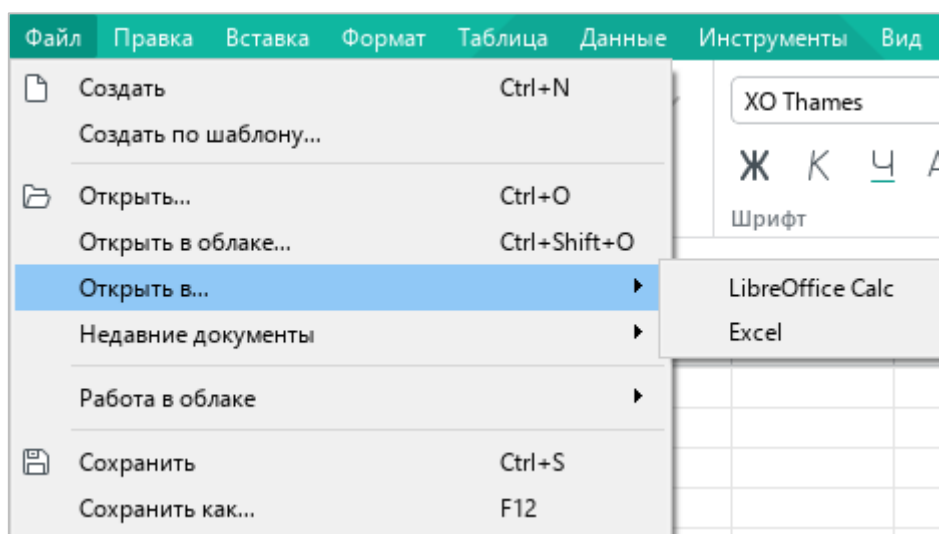 Файл Правка Вставка Формат Таблица Данные Инструменты Вид
Создать Ctrl+N
Создать по шаблону...
Открыть... Ctrl+O
Открыть в облаке... Ctrl+Shift+O
Открыть в...
Недавние документы
Работа в облаке
Сохранить Ctrl+S
Сохранить как... F12
XO Thames
Ж К Ч
Шрифт
LibreOffice Calc
Excel